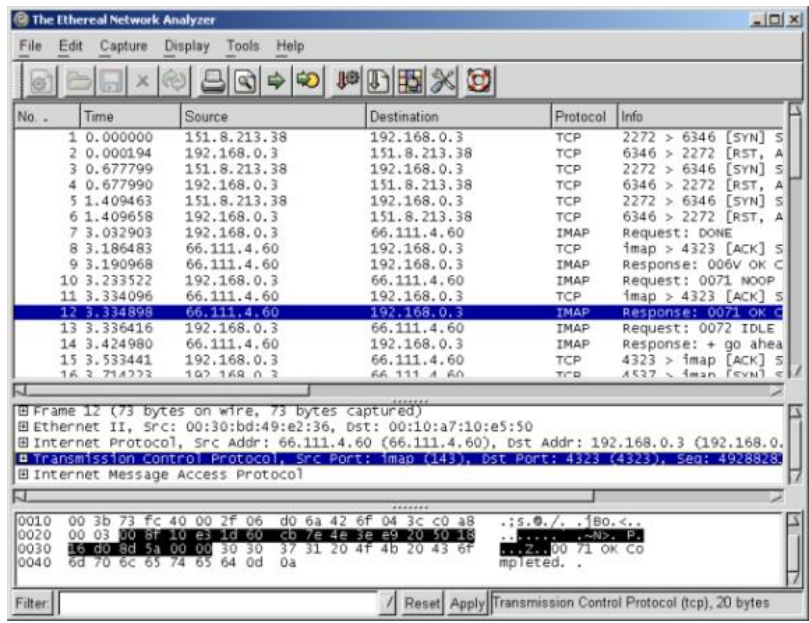 The Ethereal Network Analyzer
File Edit Capture Display Tools Help
No. . Time Source Destination Protocol Info
1 0.000000 151.8.213.38 192.168.0.3 TCP 2272 > 6346 [SYN] S
2 0.000194 192.168.0.3 151.8.213.38 TCP 6346 > 2272 [RST, A
3 0.677799 151.8.213.38 192.168.0.3 TCP 2272 > 6346 [SYN] S
4 0.677990 192.168.0.3 151.8.213.38 TCP 6346 > 2272 [RST, A
5 1.409463 151.8.213.38 192.168.0.3 TCP 2272 > 6346 [SYN] S
6 1.409658 192.168.0.3 151.8.213.38 TCP 6346 > 2272 [RST, A
7 3.032903 192.168.0.3 66.111.4.60 IMAP Request: DONE
8 3.186483 66.111.4.60 192.168.0.3 TCP imap > 4323 [ACK] S
9 3.190968 66.111.4.60 192.168.0.3 IMAP Response: 006V OK C
10 3.233522 192.168.0.3 66.111.4.60 IMAP Request: 0071 NOOP
11 3.334096 66.111.4.60 192.168.0.3 TCP imap > 4323 [ACK] S
12 3.334898 66.111.4.60 192.168.0.3 IMAP Response: 0071 OK C
13 3.336416 192.168.0.3 66.111.4.60 IMAP Request: 0072 IDLE
14 3.424980 66.111.4.60 192.168.0.3 IMAP Response: + go ahea
15 3.533441 192.168.0.3 66.111.4.60 TCP 4323 > imap [ACK] S
16 3.714223 192.168.0.3 66.111.4.60 TCP 4537 > imap [SYN] S
Frame 12 (73 bytes on wire, 73 bytes captured)
Ethernet II, Src: 00:30:bd:49:e2:36, Dst: 00:10:a7:10:e5:50
Internet Protocol, Src Addr: 66.111.4.60 (66.111.4.60), Dst Addr: 192.168.0.3 (192.168.0.
Transmission Control Protocol, Src Port: imap (143), Dst Port: 4323 (4323), Seq: 4928828
Internet Message Access Protocol
0010 00 3b 73 fc 40 00 2f 06 d0 6a 42 6f 04 3c c0 a8 .;s.@./. .jBo.<..
0020 00 03 00 8f 10 e3 1d 60 cb 7e 4e 3e e9 20 50 18 .......` .~N>. P.
0030 16 d0 8d 5a 00 00 30 30 37 31 20 4f 4b 20 43 6f ...Z..00 71 OK Co
0040 6d 70 6c 65 74 65 64 0d 0a mpleted. .
Filter: / Reset Apply Transmission Control Protocol (tcp), 20 bytes